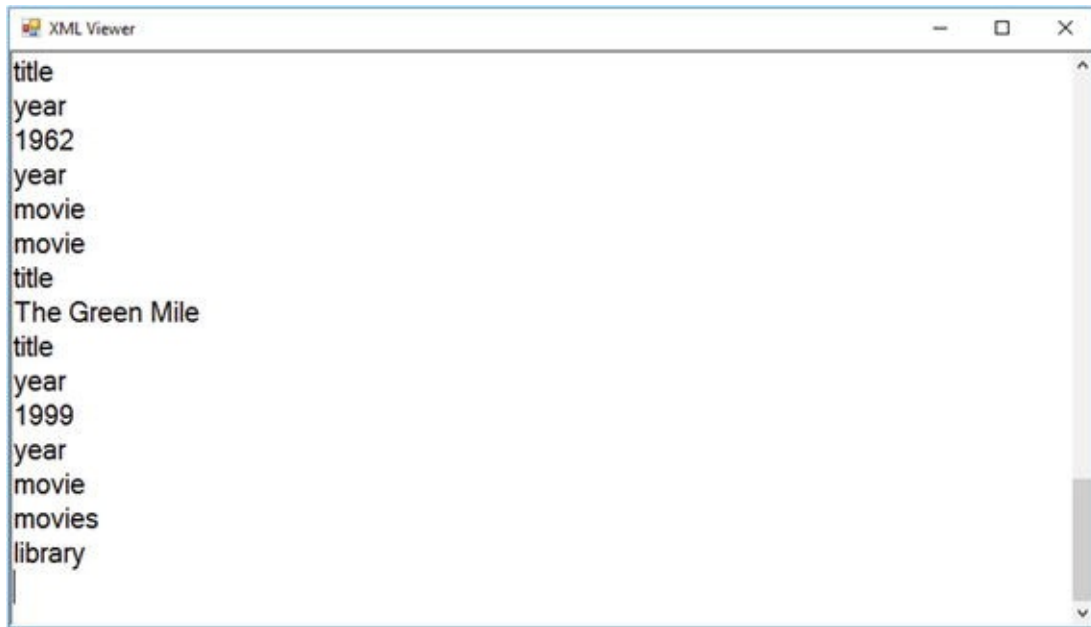 XML Viewer
title
year
1962
year
movie
movie
title
The Green Mile
title
year
1999
year
movie
movies
library